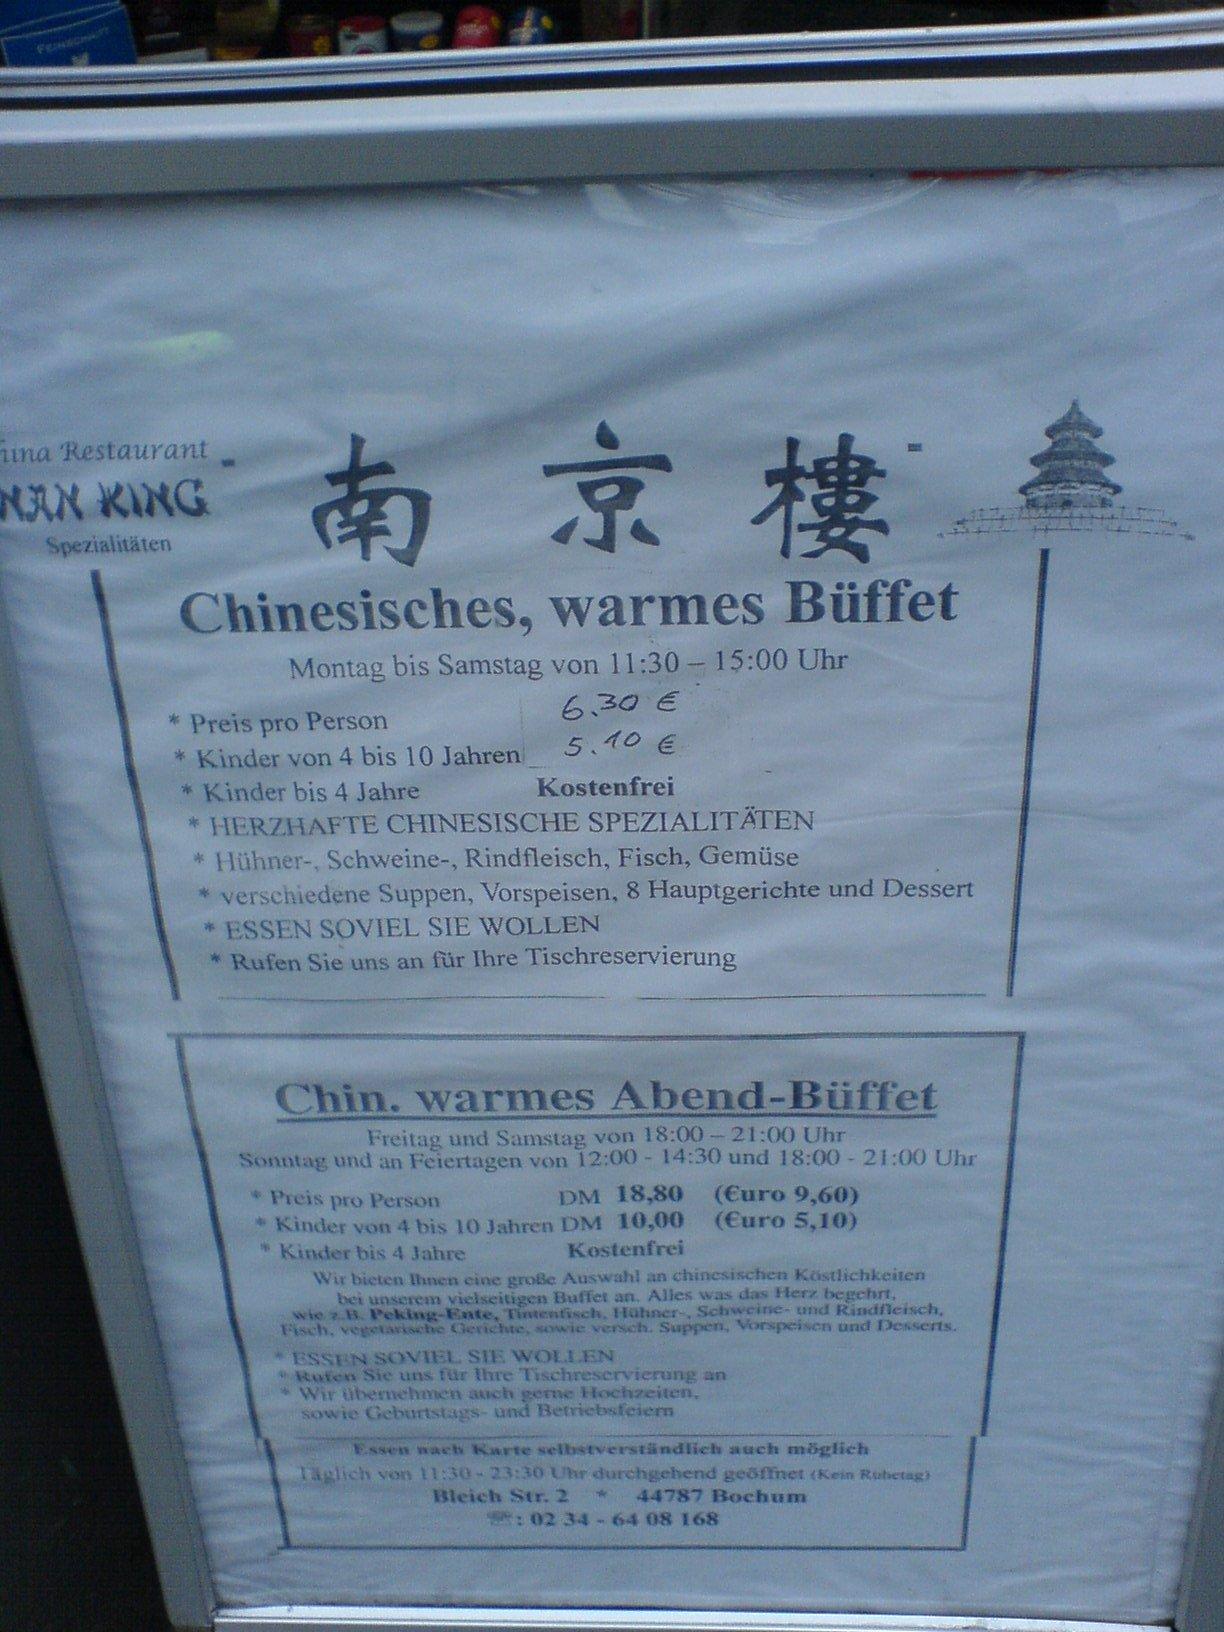 FEINSCHNITT
hina Restaurant
NAN KING
Spezialitäten
南 京 樓
Chinesisches, warmes Büffet
Montag bis Samstag von 11:30 – 15:00 Uhr
* Preis pro Person 6.30 €
* Kinder von 4 bis 10 Jahren 5.10 €
* Kinder bis 4 Jahre Kostenfrei
* HERZHAFTE CHINESISCHE SPEZIALITÄTEN
* Hühner-, Schweine-, Rindfleisch, Fisch, Gemüse
* verschiedene Suppen, Vorspeisen, 8 Hauptgerichte und Dessert
* ESSEN SOVIEL SIE WOLLEN
* Rufen Sie uns an für Ihre Tischreservierung
Chin. warmes Abend-Büffet
Freitag und Samstag von 18:00 – 21:00 Uhr
Sonntag und an Feiertagen von 12:00 - 14:30 und 18:00 - 21:00 Uhr
* Preis pro Person DM 18,80 (Euro 9,60)
* Kinder von 4 bis 10 Jahren DM 10,00 (Euro 5,10)
* Kinder bis 4 Jahre Kostenfrei
Wir bieten Ihnen eine große Auswahl an chinesischen Köstlichkeiten
bei unserem vielseitigen Buffet an. Alles was das Herz begehrt,
wie z.B. Peking-Ente, Tintenfisch, Hühner-, Schweine- und Rindfleisch,
Fisch, vegetarische Gerichte, sowie versch. Suppen, Vorspeisen und Desserts.
* ESSEN SOVIEL SIE WOLLEN
* Rufen Sie uns für Ihre Tischreservierung an
* Wir übernehmen auch gerne Hochzeiten,
sowie Geburtstags- und Betriebsfeiern
Essen nach Karte selbstverständlich auch möglich
Täglich von 11:30 - 23:30 Uhr durchgehend geöffnet (Kein Ruhetag)
Bleich Str. 2 * 44787 Bochum
☏: 02 34 - 64 08 168